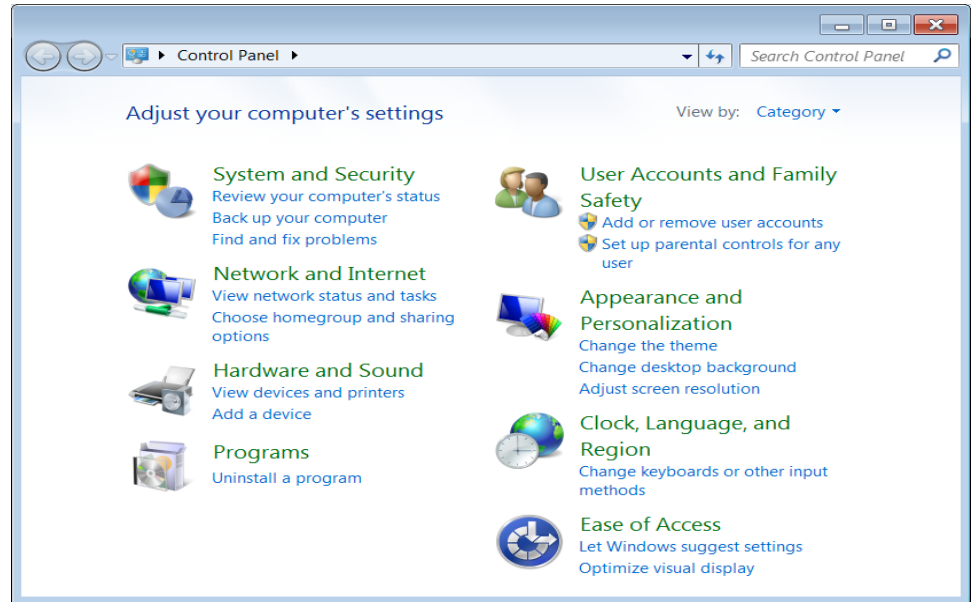 Control Panel
Search Control Panel
Adjust your computer's settings
View by: Category
System and Security
Review your computer's status
Back up your computer
Find and fix problems
Network and Internet
View network status and tasks
Choose homegroup and sharing
options
Hardware and Sound
View devices and printers
Add a device
Programs
Uninstall a program
User Accounts and Family
Safety
Add or remove user accounts
Set up parental controls for any
user
Appearance and
Personalization
Change the theme
Change desktop background
Adjust screen resolution
Clock, Language, and
Region
Change keyboards or other input
methods
Ease of Access
Let Windows suggest settings
Optimize visual display